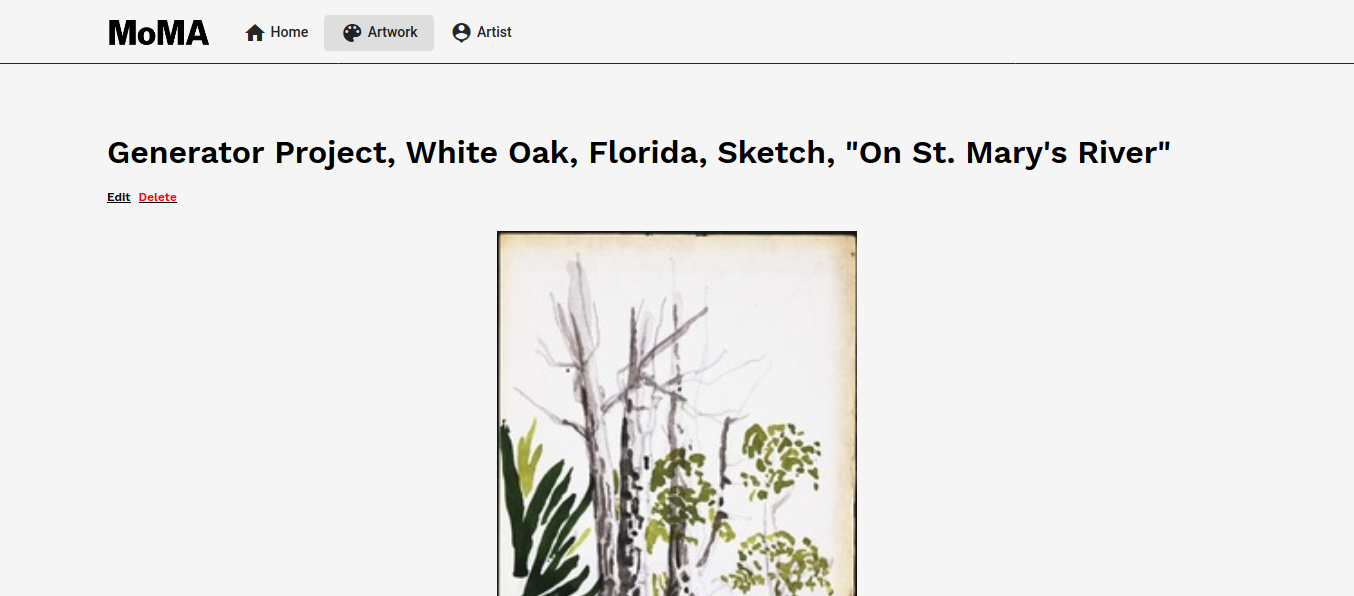 MoMA Home Artwork Artist
Generator Project, White Oak, Florida, Sketch, "On St. Mary's River"
Edit Delete